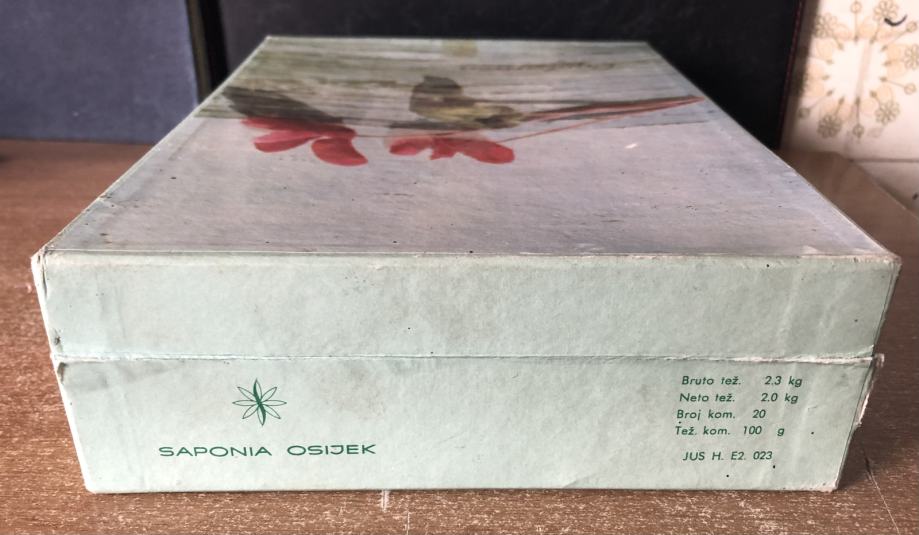 SAPONIA OSIJEK
Bruto tež. 2.3 kg
Neto tež. 2.0 kg
Broj kom. 20
Tež. kom. 100 g
JUS H. E2. 023